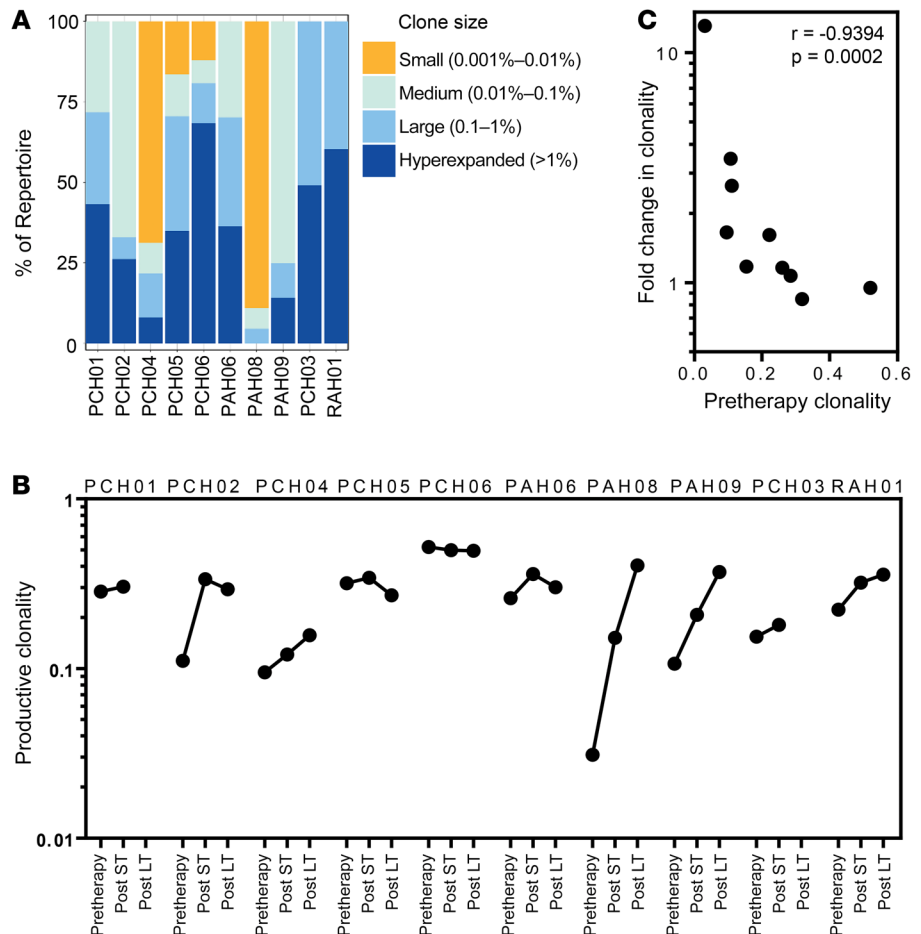 A
Clone size
Small (0.001%–0.01%)
Medium (0.01%–0.1%)
Large (0.1–1%)
Hyperexpanded (>1%)
% of Repertoire
100
75
50
25
0
PCH01
PCH02
PCH04
PCH05
PCH06
PAH06
PAH08
PAH09
PCH03
RAH01
C
r = -0.9394
p = 0.0002
Fold change in clonality
10
1
0.0
0.2
0.4
0.6
Pretherapy clonality
B
PCH01 PCH02 PCH04 PCH05 PCH06 PAH06 PAH08 PAH09 PCH03 RAH01
Productive clonality
1
0.1
0.01
Pretherapy
Post ST
Post LT
Pretherapy
Post ST
Post LT
Pretherapy
Post ST
Post LT
Pretherapy
Post ST
Post LT
Pretherapy
Post ST
Post LT
Pretherapy
Post ST
Post LT
Pretherapy
Post ST
Post LT
Pretherapy
Post ST
Post LT
Pretherapy
Post ST
Post LT
Pretherapy
Post ST
Post LT